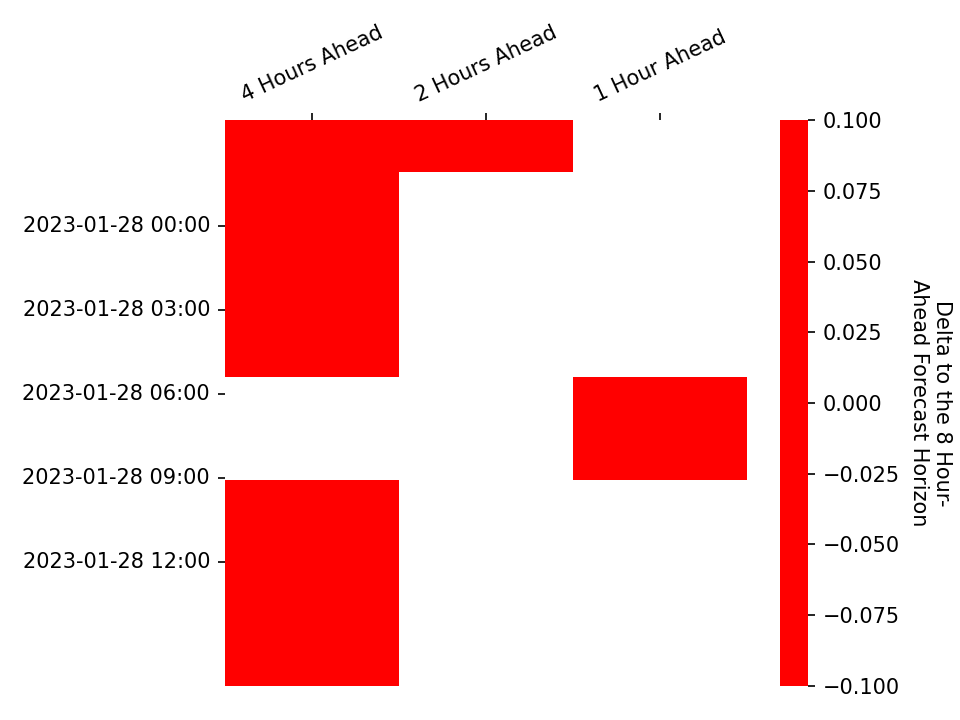 4 Hours Ahead
2 Hours Ahead
1 Hour Ahead
2023-01-28 00:00
2023-01-28 03:00
2023-01-28 06:00
2023-01-28 09:00
2023-01-28 12:00
0.100
0.075
0.050
0.025
0.000
−0.025
−0.050
−0.075
−0.100
Delta to the 8 Hour-
Ahead Forecast Horizon